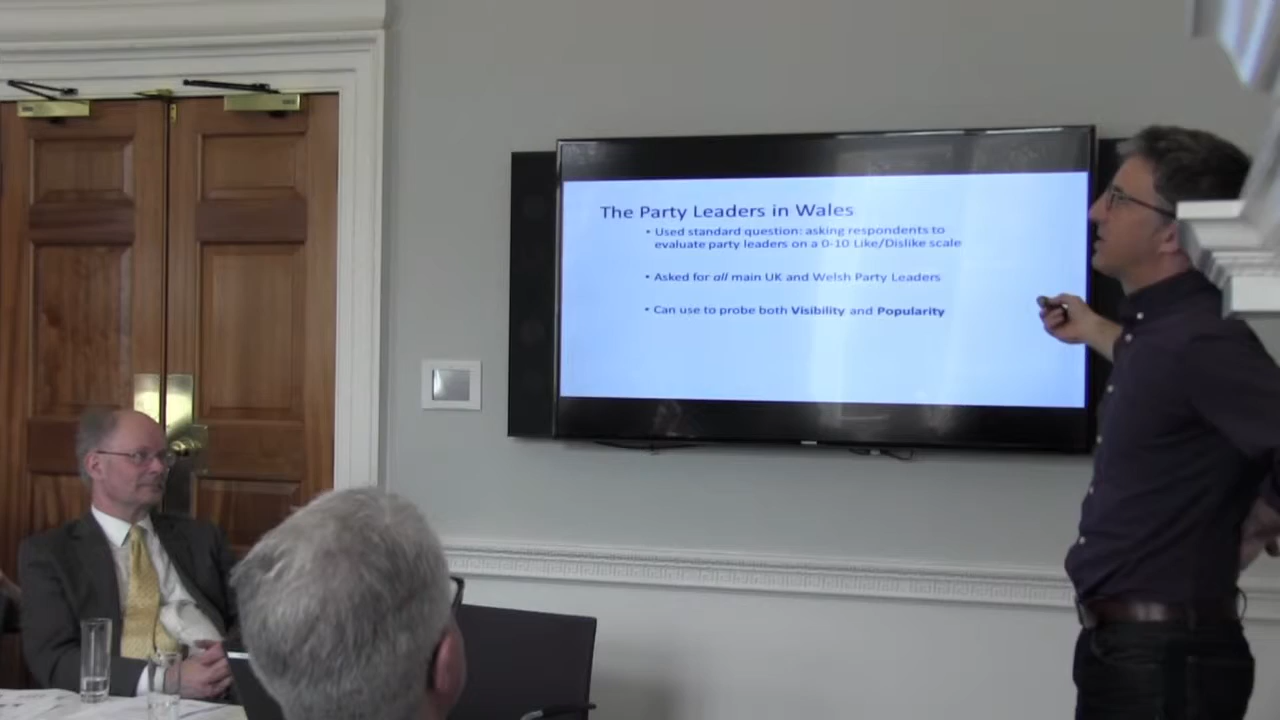 The Party Leaders in Wales
• Used standard question: asking respondents to
evaluate party leaders on a 0-10 Like/Dislike scale
• Asked for all main UK and Welsh Party Leaders
• Can use to probe both Visibility and Popularity